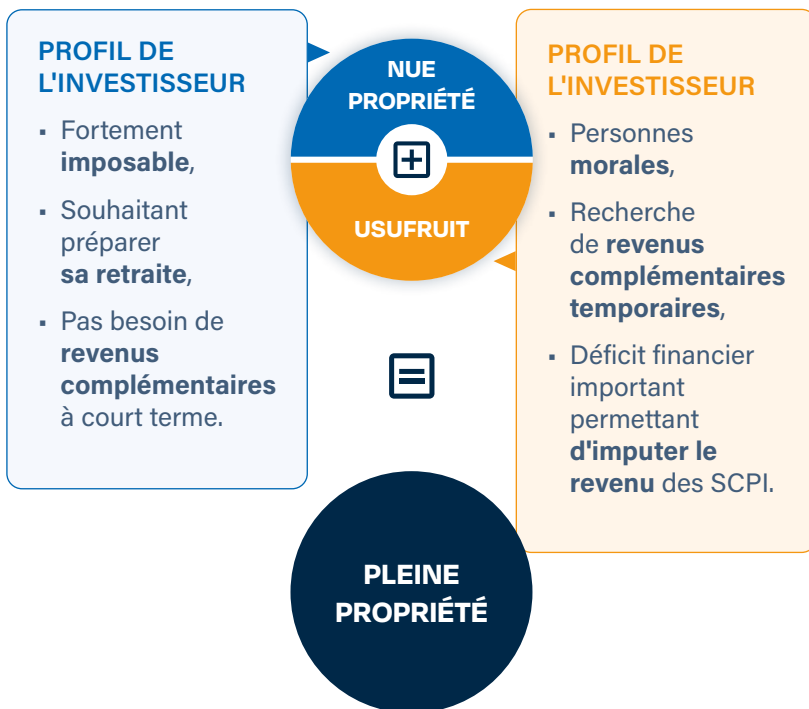 PROFIL DE
L'INVESTISSEUR
▪ Fortement
imposable,
▪ Souhaitant
préparer
sa retraite,
▪ Pas besoin de
revenus
complémentaires
à court terme.
NUE
PROPRIÉTÉ
USUFRUIT
PROFIL DE
L'INVESTISSEUR
▪ Personnes
morales,
▪ Recherche
de revenus
complémentaires
temporaires,
▪ Déficit financier
important
permettant
d'imputer le
revenu des SCPI.
PLEINE
PROPRIÉTÉ